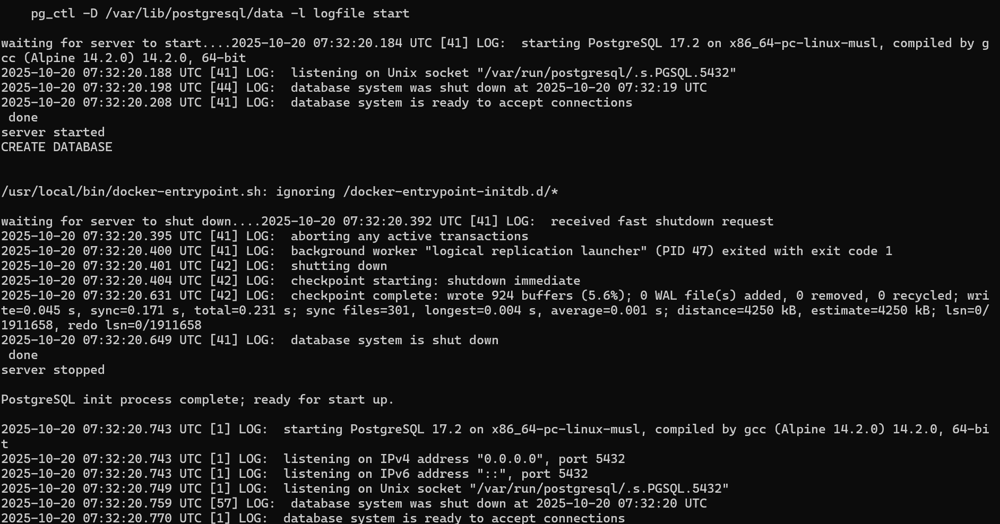 pg_ctl -D /var/lib/postgresql/data -l logfile start
waiting for server to start....2025-10-20 07:32:20.184 UTC [41] LOG:  starting PostgreSQL 17.2 on x86_64-pc-linux-musl, compiled by g
cc (Alpine 14.2.0) 14.2.0, 64-bit
2025-10-20 07:32:20.188 UTC [41] LOG:  listening on Unix socket "/var/run/postgresql/.s.PGSQL.5432"
2025-10-20 07:32:20.198 UTC [44] LOG:  database system was shut down at 2025-10-20 07:32:19 UTC
2025-10-20 07:32:20.208 UTC [41] LOG:  database system is ready to accept connections
 done
server started
CREATE DATABASE
/usr/local/bin/docker-entrypoint.sh: ignoring /docker-entrypoint-initdb.d/*
waiting for server to shut down....2025-10-20 07:32:20.392 UTC [41] LOG:  received fast shutdown request
2025-10-20 07:32:20.395 UTC [41] LOG:  aborting any active transactions
2025-10-20 07:32:20.400 UTC [41] LOG:  background worker "logical replication launcher" (PID 47) exited with exit code 1
2025-10-20 07:32:20.401 UTC [42] LOG:  shutting down
2025-10-20 07:32:20.404 UTC [42] LOG:  checkpoint starting: shutdown immediate
2025-10-20 07:32:20.631 UTC [42] LOG:  checkpoint complete: wrote 924 buffers (5.6%); 0 WAL file(s) added, 0 removed, 0 recycled; wri
te=0.045 s, sync=0.171 s, total=0.231 s; sync files=301, longest=0.004 s, average=0.001 s; distance=4250 kB, estimate=4250 kB; lsn=0/
1911658, redo lsn=0/1911658
2025-10-20 07:32:20.649 UTC [41] LOG:  database system is shut down
 done
server stopped
PostgreSQL init process complete; ready for start up.
2025-10-20 07:32:20.743 UTC [1] LOG:  starting PostgreSQL 17.2 on x86_64-pc-linux-musl, compiled by gcc (Alpine 14.2.0) 14.2.0, 64-bi
t
2025-10-20 07:32:20.743 UTC [1] LOG:  listening on IPv4 address "0.0.0.0", port 5432
2025-10-20 07:32:20.743 UTC [1] LOG:  listening on IPv6 address "::", port 5432
2025-10-20 07:32:20.749 UTC [1] LOG:  listening on Unix socket "/var/run/postgresql/.s.PGSQL.5432"
2025-10-20 07:32:20.759 UTC [57] LOG:  database system was shut down at 2025-10-20 07:32:20 UTC
2025-10-20 07:32:20.770 UTC [1] LOG:  database system is ready to accept connections